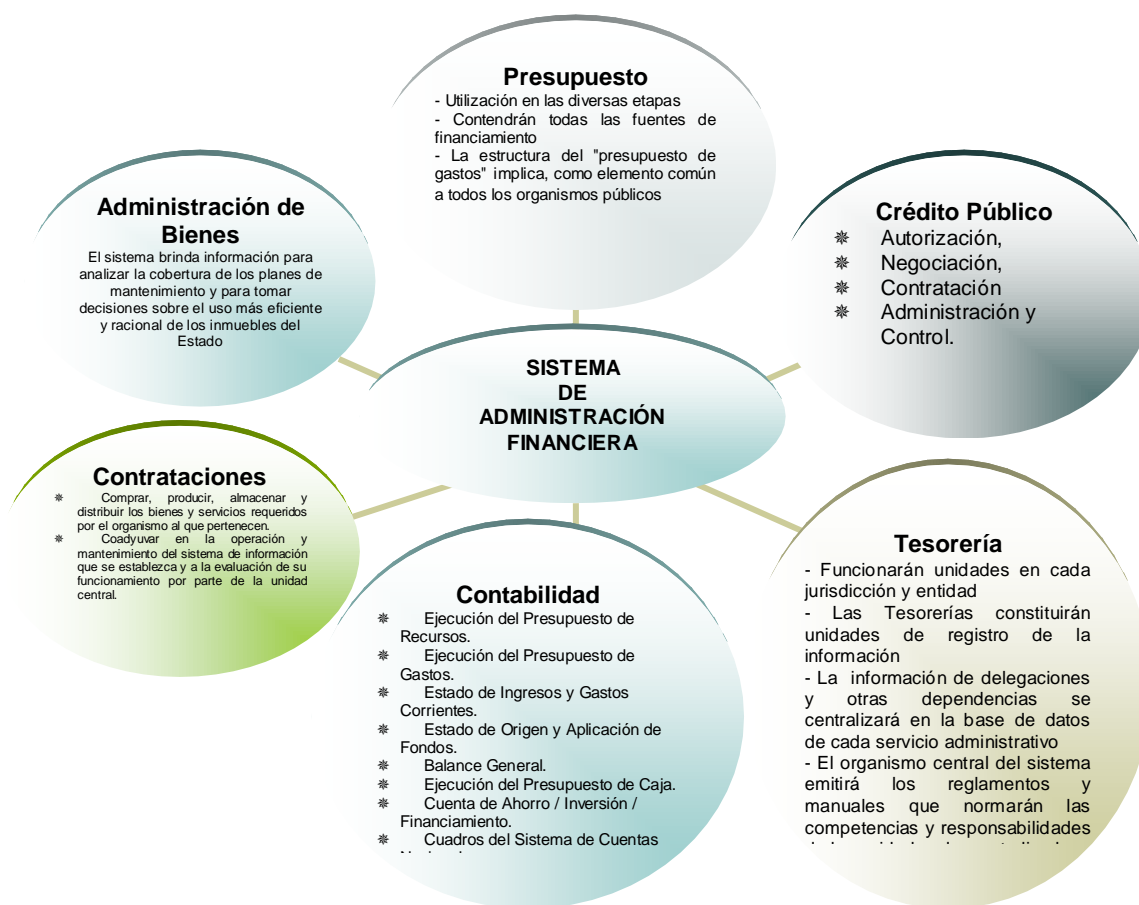 Presupuesto
- Utilización en las diversas etapas
- Contendrán todas las fuentes de
financiamiento
- La estructura del "presupuesto de
gastos" implica, como elemento común
a todos los organismos públicos
Administración de
Bienes
El sistema brinda información para
analizar la cobertura de los planes de
mantenimiento y para tomar
decisiones sobre el uso más eficiente
y racional de los inmuebles del
Estado
Crédito Público
✵ Autorización,
✵ Negociación,
✵ Contratación
✵ Administración y
Control.
SISTEMA
DE
ADMINISTRACIÓN
FINANCIERA
Contrataciones
✵ Comprar, producir, almacenar y
distribuir los bienes y servicios requeridos
por el organismo al que pertenecen.
✵ Coadyuvar en la operación y
mantenimiento del sistema de información
que se establezca y a la evaluación de su
funcionamiento por parte de la unidad
central.
Contabilidad
✵ Ejecución del Presupuesto de
Recursos.
✵ Ejecución del Presupuesto de
Gastos.
✵ Estado de Ingresos y Gastos
Corrientes.
✵ Estado de Origen y Aplicación de
Fondos.
✵ Balance General.
✵ Ejecución del Presupuesto de Caja.
✵ Cuenta de Ahorro / Inversión /
Financiamiento.
✵ Cuadros del Sistema de Cuentas
Tesorería
- Funcionarán unidades en cada
jurisdicción y entidad
- Las Tesorerías constituirán
unidades de registro de la
información
- La información de delegaciones
y otras dependencias se
centralizará en la base de datos
de cada servicio administrativo
- El organismo central del sistema
emitirá los reglamentos y
manuales que normarán las
competencias y responsabilidades